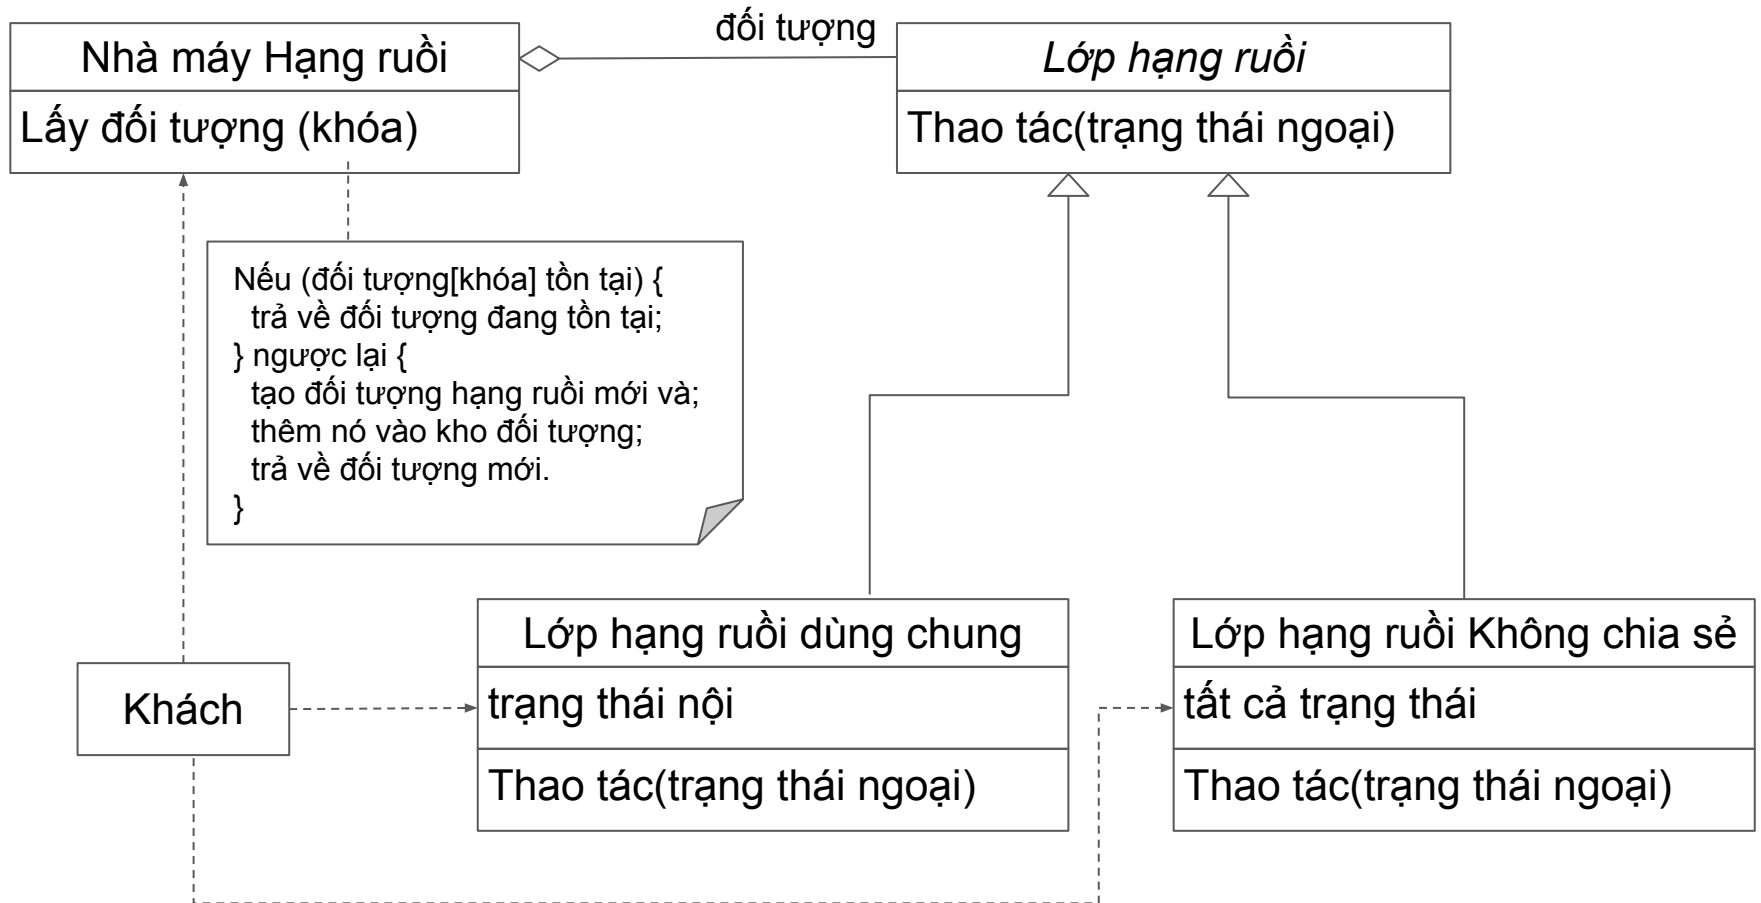 đối tượng
Nhà máy Hạng ruồi
Lấy đối tượng (khóa)
Lớp hạng ruồi
Thao tác(trạng thái ngoại)
Nếu (đối tượng[khóa] tồn tại) {
trả về đối tượng đang tồn tại;
} ngược lại {
tạo đối tượng hạng ruồi mới và;
thêm nó vào kho đối tượng;
trả về đối tượng mới.
}
Khách
Lớp hạng ruồi dùng chung
trạng thái nội
Thao tác(trạng thái ngoại)
Lớp hạng ruồi Không chia sẻ
tất cả trạng thái
Thao tác(trạng thái ngoại)